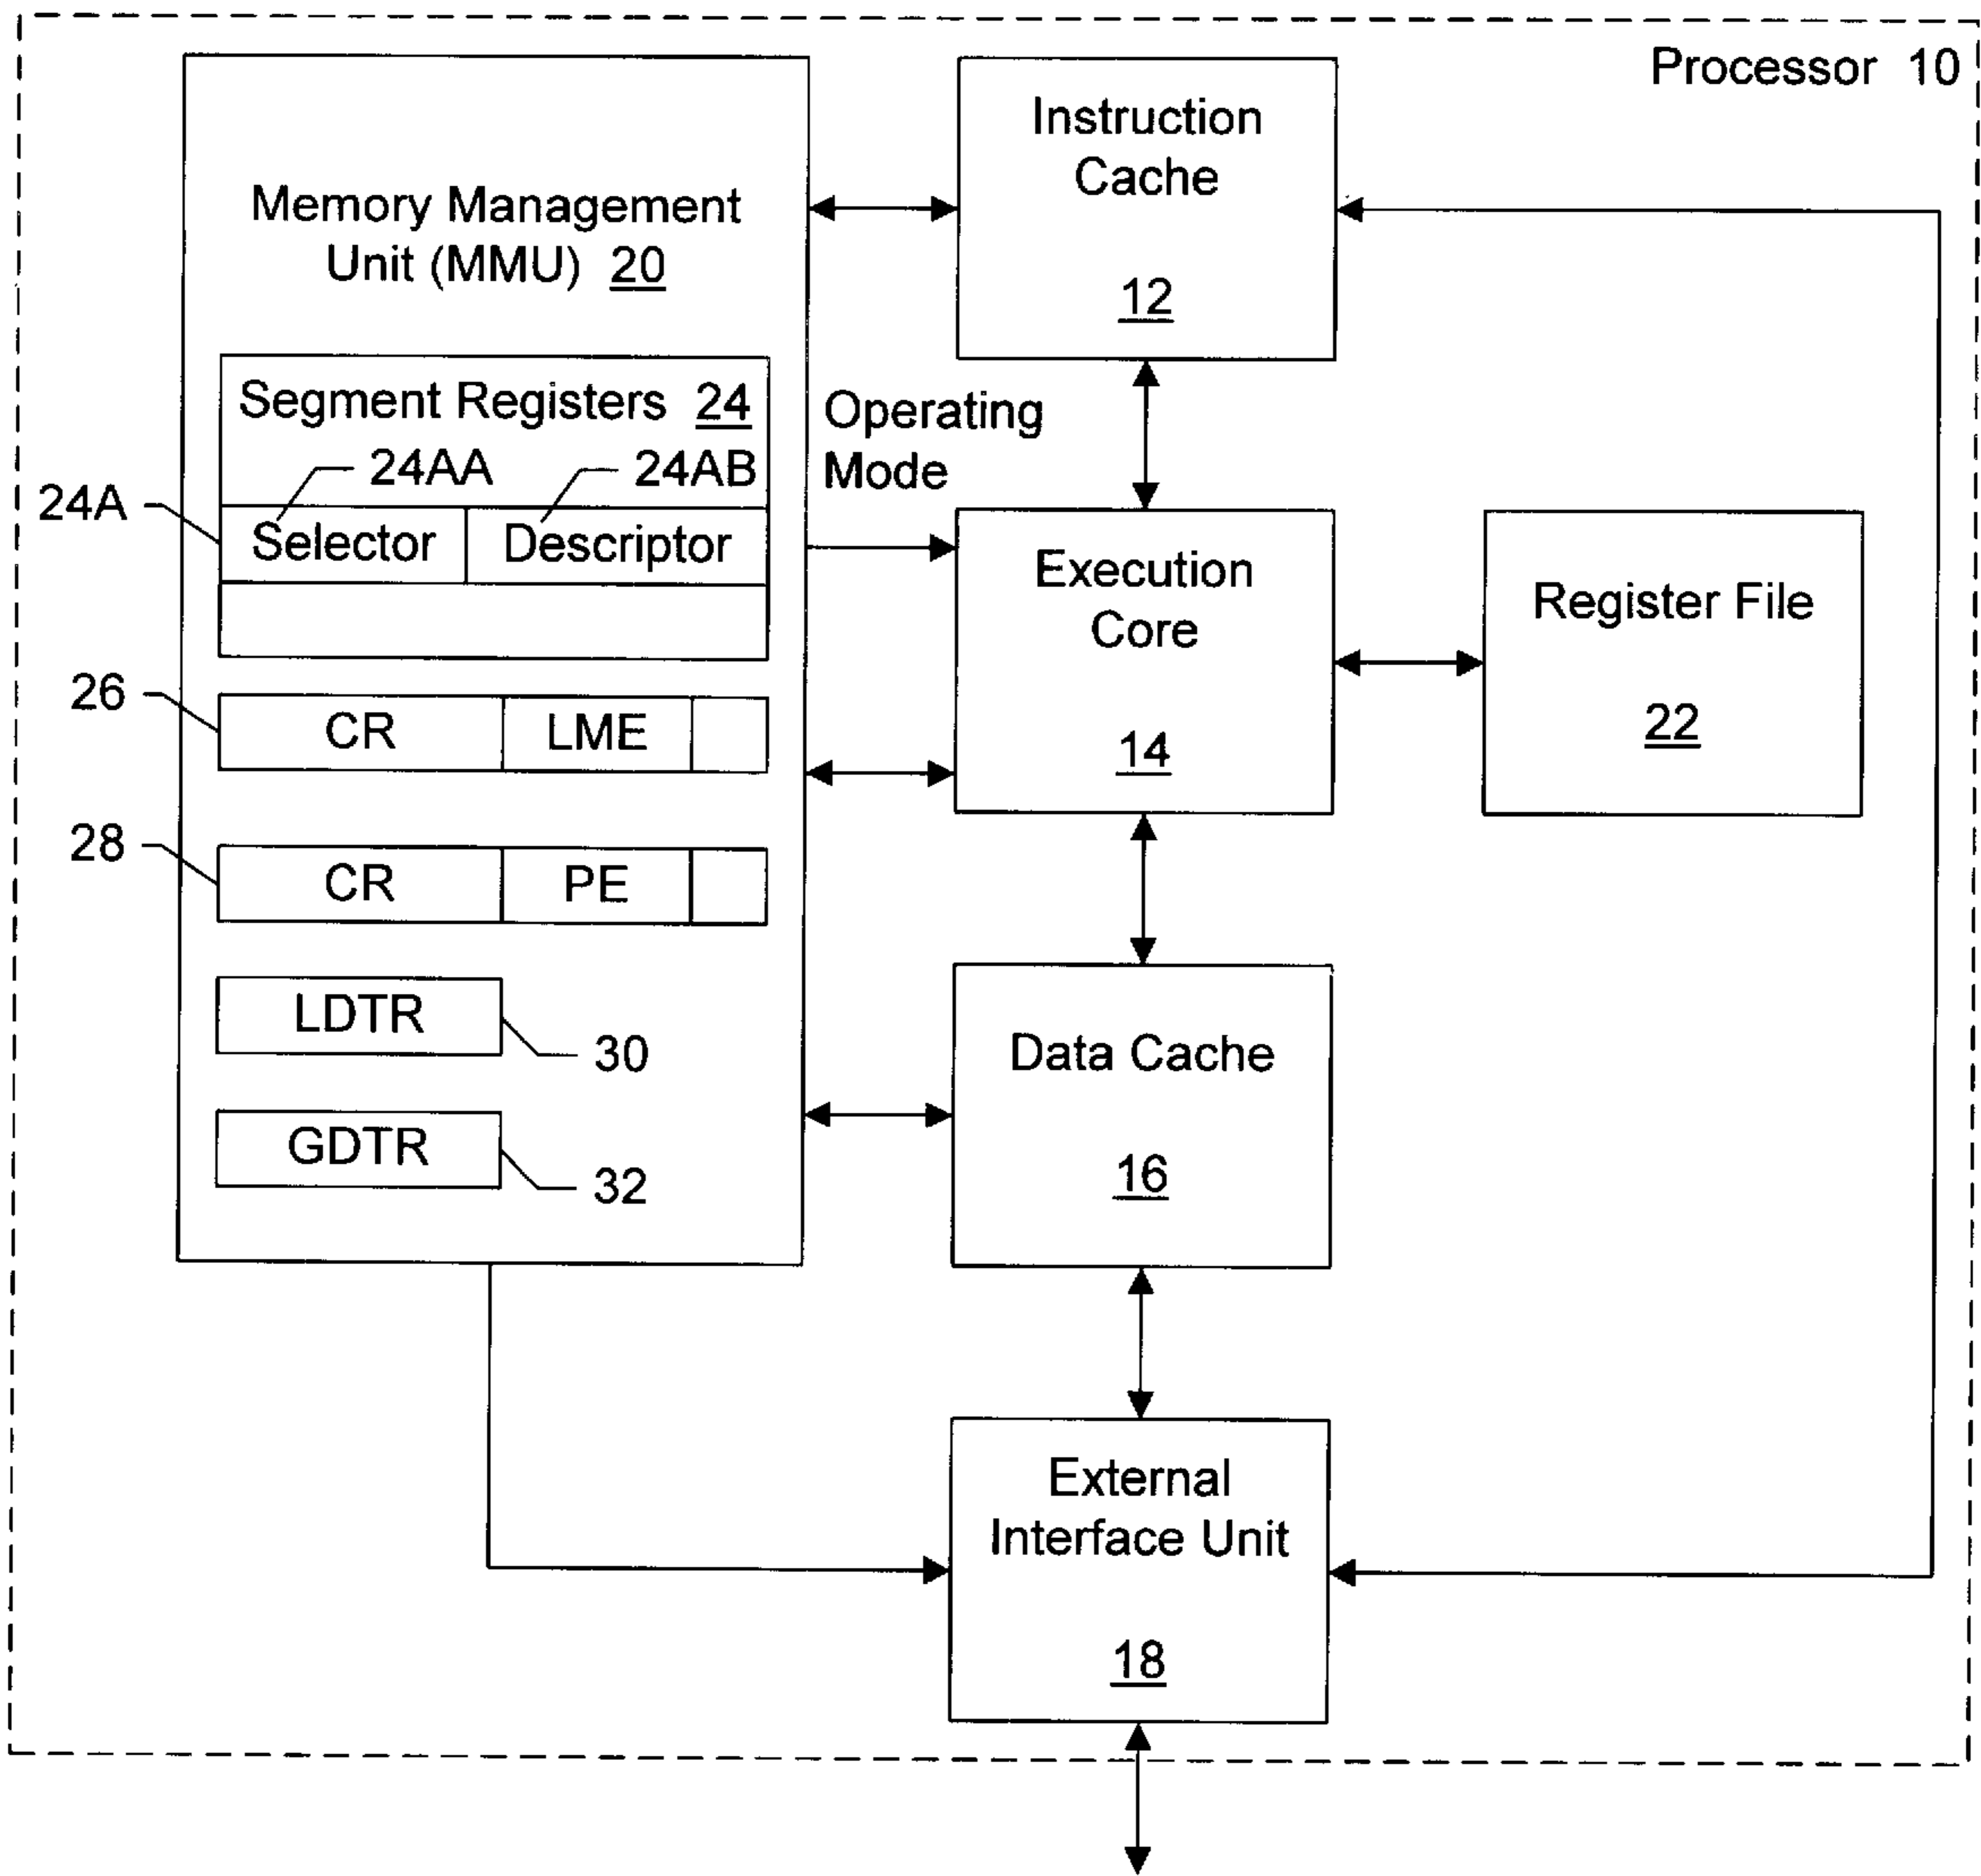 Processor 10
Memory Management
Unit (MMU) 20
Segment Registers 24
24AA
24AB
24A
Selector
Descriptor
26
CR
LME
28
CR
PE
LDTR
30
GDTR
32
Operating
Mode
Instruction
Cache
12
Execution
Core
14
Register File
22
Data Cache
16
External
Interface Unit
18